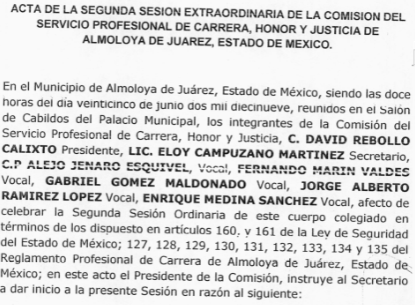 ACTA DE LA SEGUNDA SESION EXTRAORDINARIA DE LA COMISION DEL
SERVICIO PROFESIONAL DE CARRERA, HONOR Y JUSTICIA DE
ALMOLOYA DE JUAREZ, ESTADO DE MEXICO.
En el Municipio de Almoloya de Juárez, Estado de México, siendo las doce
horas del día veinticinco de junio dos mil diecinueve, reunidos en el Salón
de Cabildos del Palacio Municipal, los integrantes de la Comisión del
Servicio Profesional de Carrera, Honor y Justicia, C. DAVID REBOLLO
CALIXTO Presidente, LIC. ELOY CAMPUZANO MARTINEZ Secretario,
C.P ALEJO JENARO ESQUIVEL, Vocal, FERNANDO MARIN VALDES
Vocal, GABRIEL GOMEZ MALDONADO Vocal, JORGE ALBERTO
RAMIREZ LOPEZ Vocal, ENRIQUE MEDINA SANCHEZ Vocal, afecto de
celebrar la Segunda Sesión Ordinaria de este cuerpo colegiado en
términos de los dispuesto en artículos 160, y 161 de la Ley de Seguridad
del Estado de México; 127, 128, 129, 130, 131, 132, 133, 134 y 135 del
Reglamento Profesional de Carrera de Almoloya de Juárez, Estado de
México; en este acto el Presidente de la Comisión, instruye al Secretario
a dar inicio a la presente Sesión en razón al siguiente: